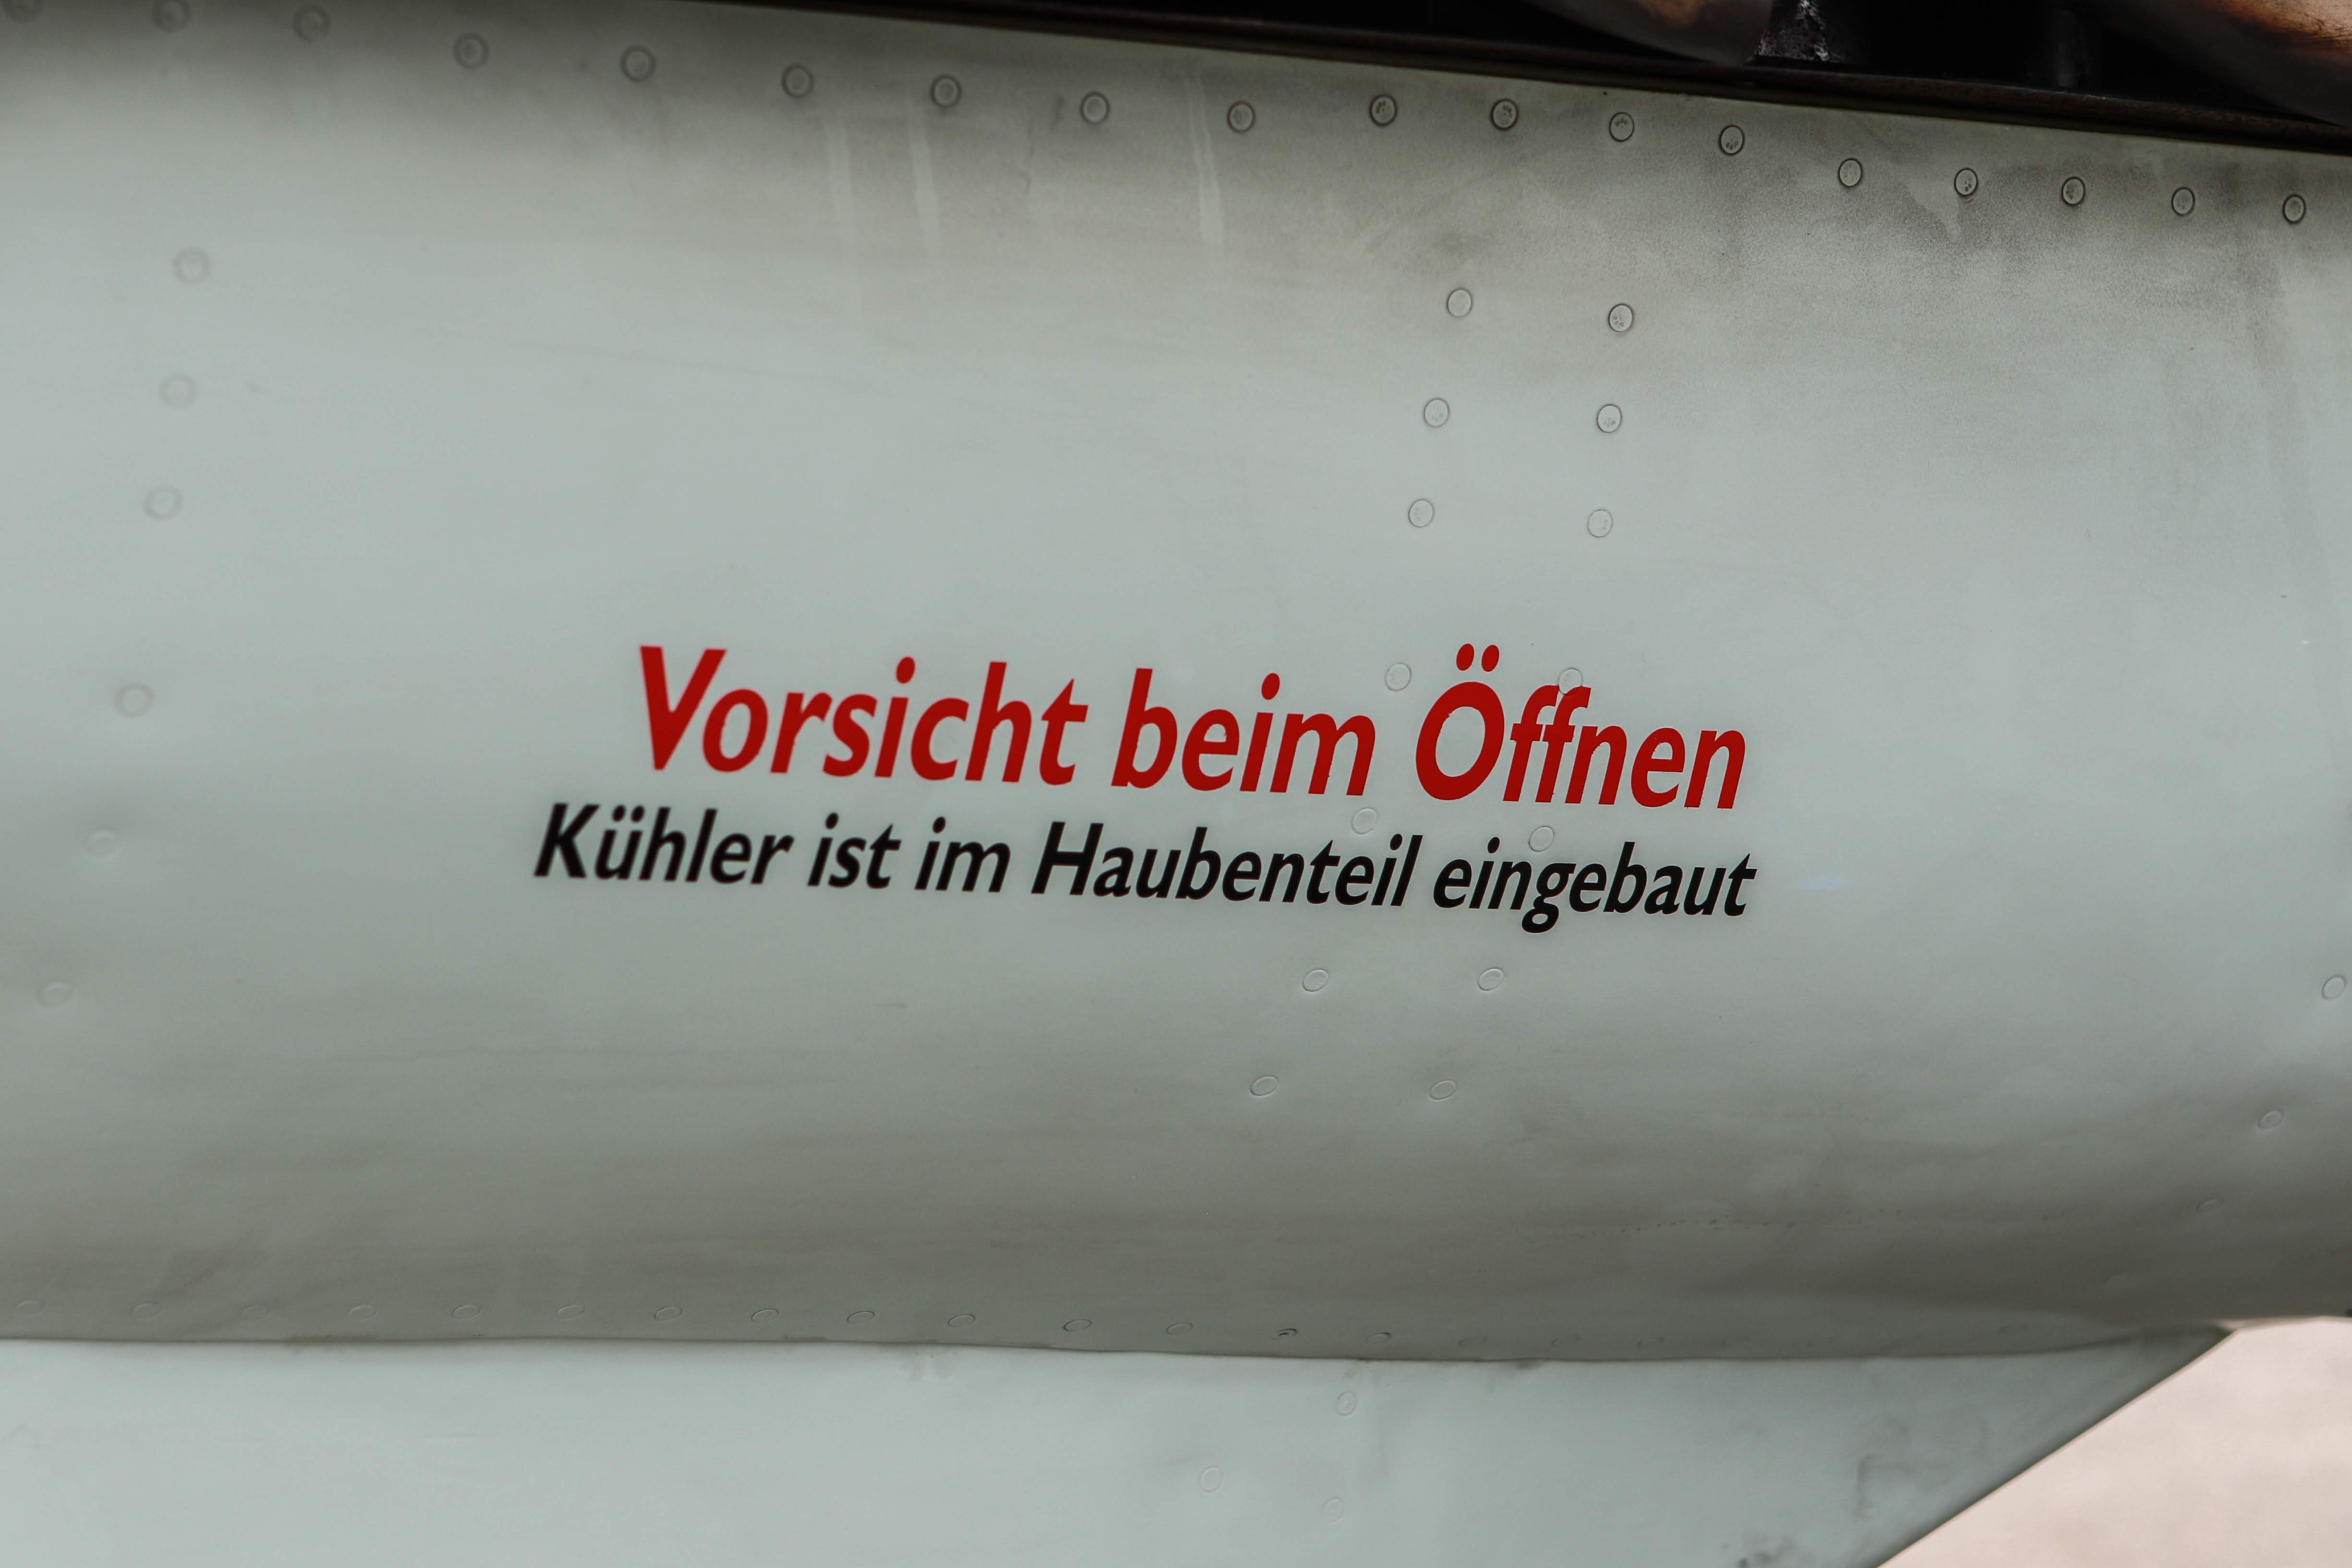 Vorsicht beim Öffnen
Kühler ist im Haubenteil eingebaut